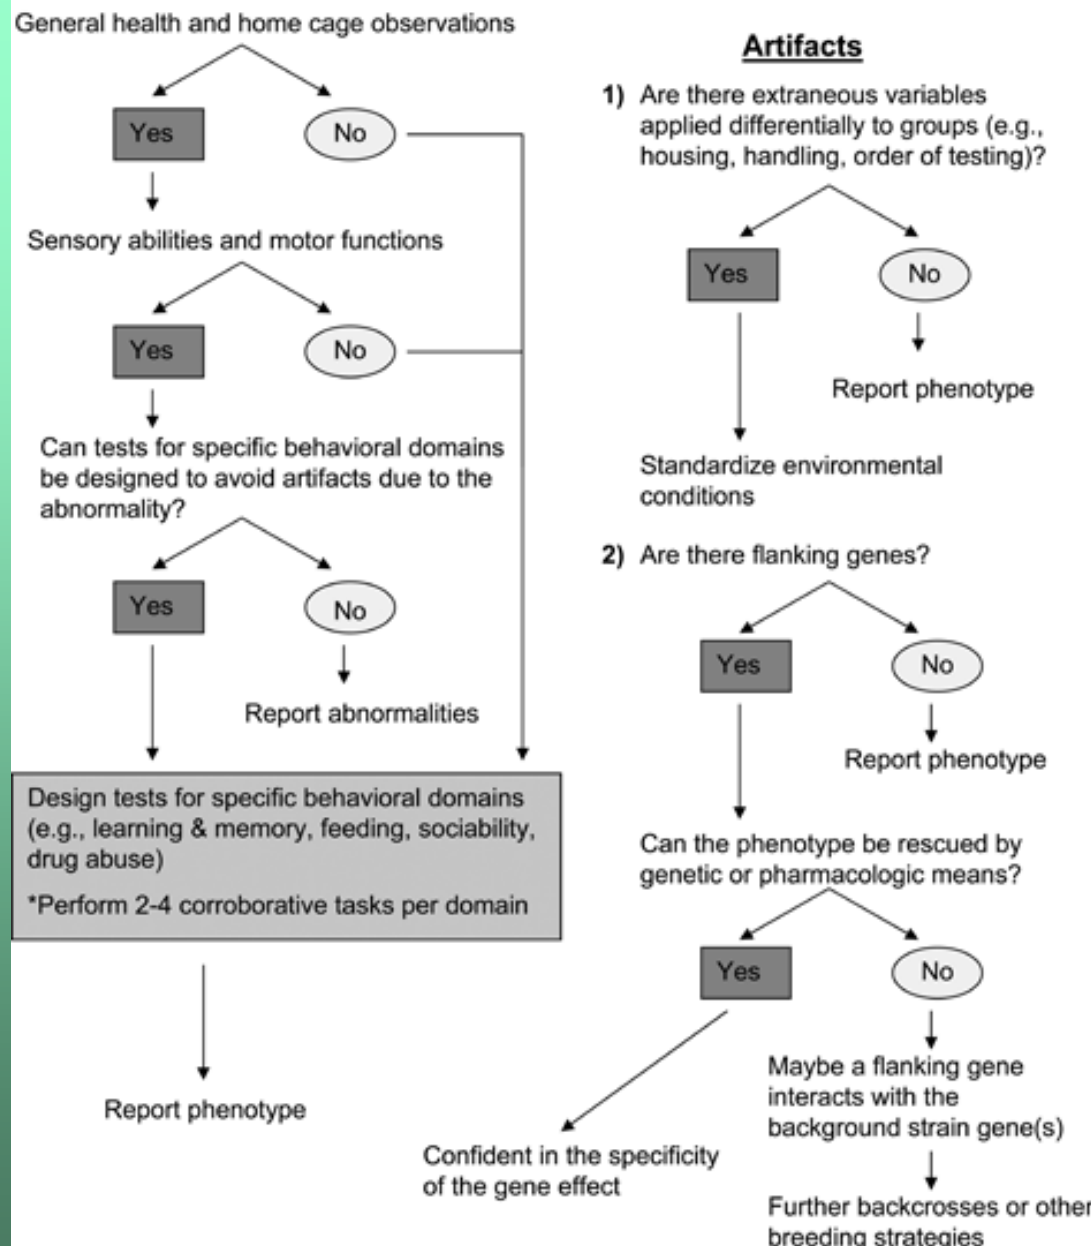 General health and home cage observations
Yes
No
Sensory abilities and motor functions
Yes
No
Can tests for specific behavioral domains
be designed to avoid artifacts due to the
abnormality?
Yes
No
Report abnormalities
Design tests for specific behavioral domains
(e.g., learning & memory, feeding, sociability,
drug abuse)
*Perform 2-4 corroborative tasks per domain
Report phenotype
Artifacts
1) Are there extraneous variables
applied differentially to groups (e.g.,
housing, handling, order of testing)?
Yes
No
Report phenotype
Standardize environmental
conditions
2) Are there flanking genes?
Yes
No
Report phenotype
Can the phenotype be rescued by
genetic or pharmacologic means?
Yes
No
Maybe a flanking gene
interacts with the
background strain gene(s)
Confident in the specificity
of the gene effect
Further backcrosses or other
breeding strategies